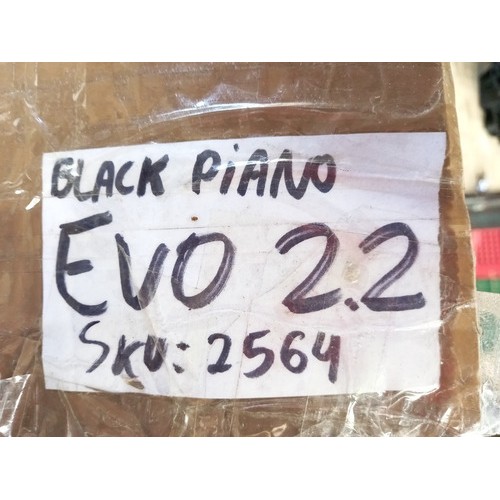 BLACK PiANO
EVO 2.2
SKU: 2564